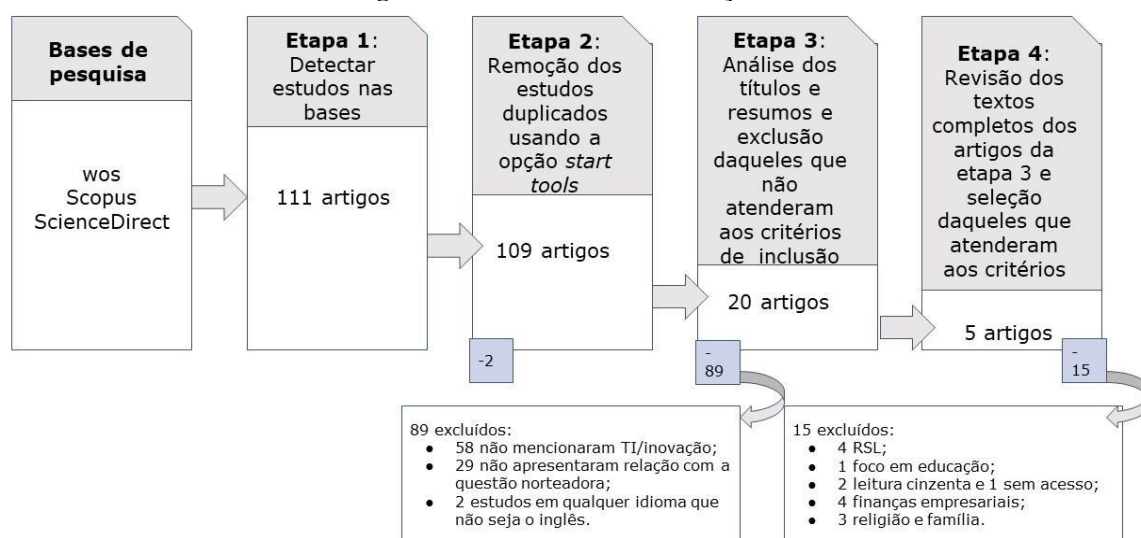 Bases de
pesquisa
wos
Scopus
ScienceDirect
Etapa 1:
Detectar
estudos nas
bases
111 artigos
Etapa 2:
Remoção dos
estudos
duplicados
usando a
opção start
tools
109 artigos
-2
Etapa 3:
Análise dos
títulos e
resumos e
exclusão
daqueles que
não
atenderam
aos critérios
de inclusão
20 artigos
-
89
Etapa 4:
Revisão dos
textos
completos dos
artigos da
etapa 3 e
seleção
daqueles que
atenderam
aos critérios
5 artigos
-
15
89 excluídos:
● 58 não mencionaram TI/inovação;
● 29 não apresentaram relação com a
questão norteadora;
● 2 estudos em qualquer idioma que
não seja o inglês.
15 excluídos:
● 4 RSL;
● 1 foco em educação;
● 2 leitura cinzenta e 1 sem acesso;
● 4 finanças empresariais;
● 3 religião e família.